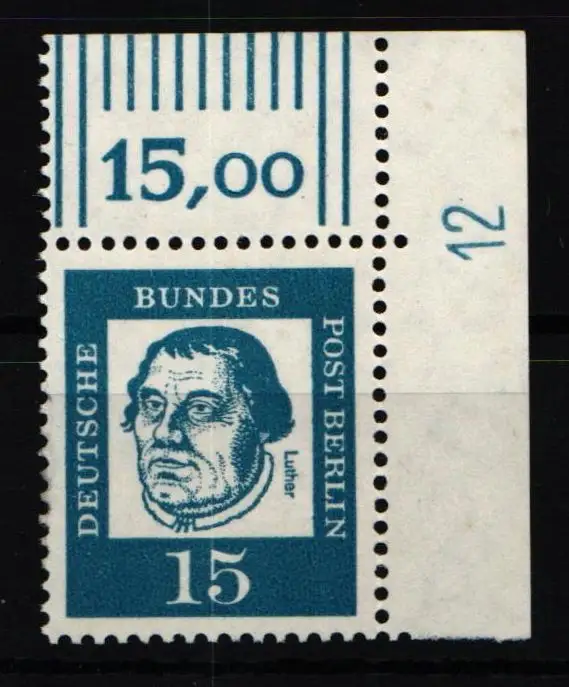 15,00
12
BUNDES
DEUTSCHE
POST BERLIN
Luther
15